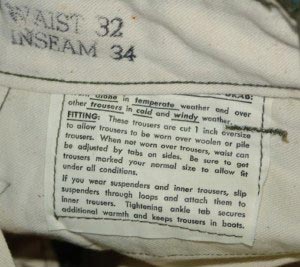 WAIST 32
INSEAM 34
alone in temperate weather and over
other trousers in cold and windy weather.
FITTING: These trousers are cut 1 inch oversize
to allow trousers to be worn over woolen or pile
trousers. When not worn over trousers, waist can
be adjusted by tabs on sides. Be sure to get
trousers marked your normal size to allow fit
under all conditions.
If you wear suspenders and inner trousers, slip
suspenders through loops and attach them to
inner trousers. Tightening ankle tab secures
additional warmth and keeps trousers in boots.